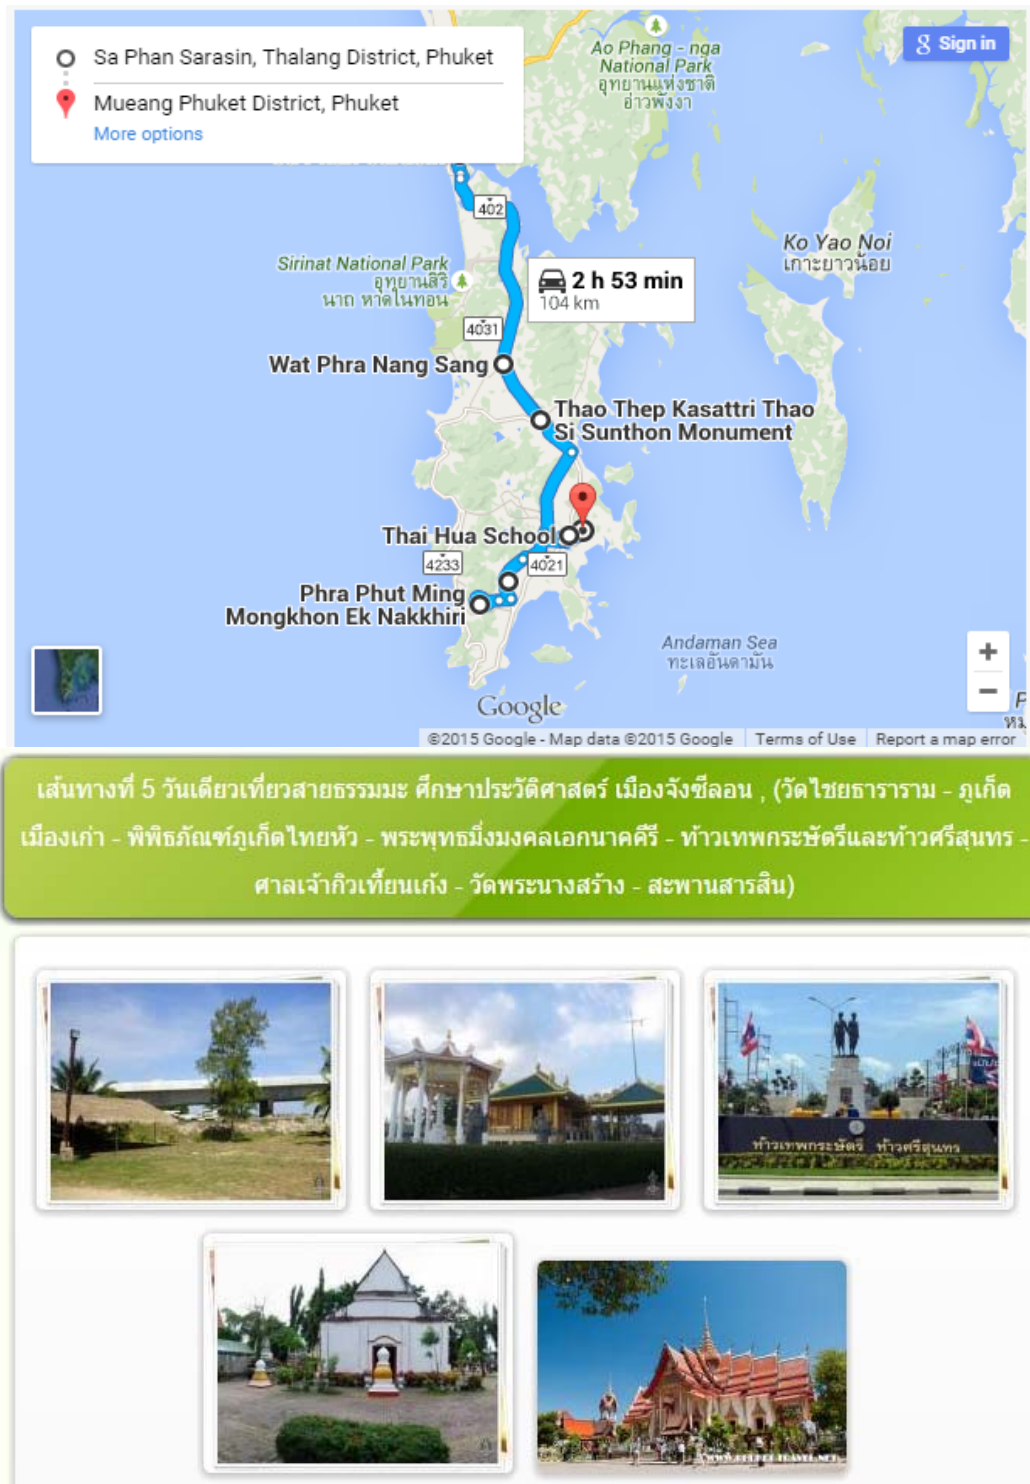 Sa Phan Sarasin, Thalang District, Phuket
Mueang Phuket District, Phuket
More options
Ao Phang - nga
National Park
อุทยานแห่งชาติ
อ่าวพังงา
8 Sign in
402
Ko Yao Noi
เกาะยาวน้อย
Sirinat National Park
อุทยานสิริ
นาถ หาดในทอน
2 h 53 min
104 km
4031
Wat Phra Nang Sang
Thao Thep Kasattri Thao
Si Sunthon Monument
Thai Hua School
4233
4021
Phra Phut Ming
Mongkhon Ek Nakkhiri
Andaman Sea
ทะเลอันดามัน
+
−
P
Google
©2015 Google - Map data ©2015 Google
Terms of Use
Report a map error
เส้นทางที่ 5 วันเดียวเที่ยวสายธรรมมะ ศึกษาประวัติศาสตร์ เมืองจังซีลอน , (วัดไชยธาราราม - ภูเก็ต
เมืองเก่า - พิพิธภัณฑ์ภูเก็ตไทยหัว - พระพุทธมิ่งมงคลเอกนาคคีรี - ท้าวเทพกระษัตรีและท้าวศรีสุนทร -
ศาลเจ้ากิวเที้ยนเก้ง - วัดพระนางสร้าง - สะพานสารสิน)
ท้าวเทพกระษัตรี ท้าวศรีสุนทร
WWW.PHUKET-TRAVEL.NET